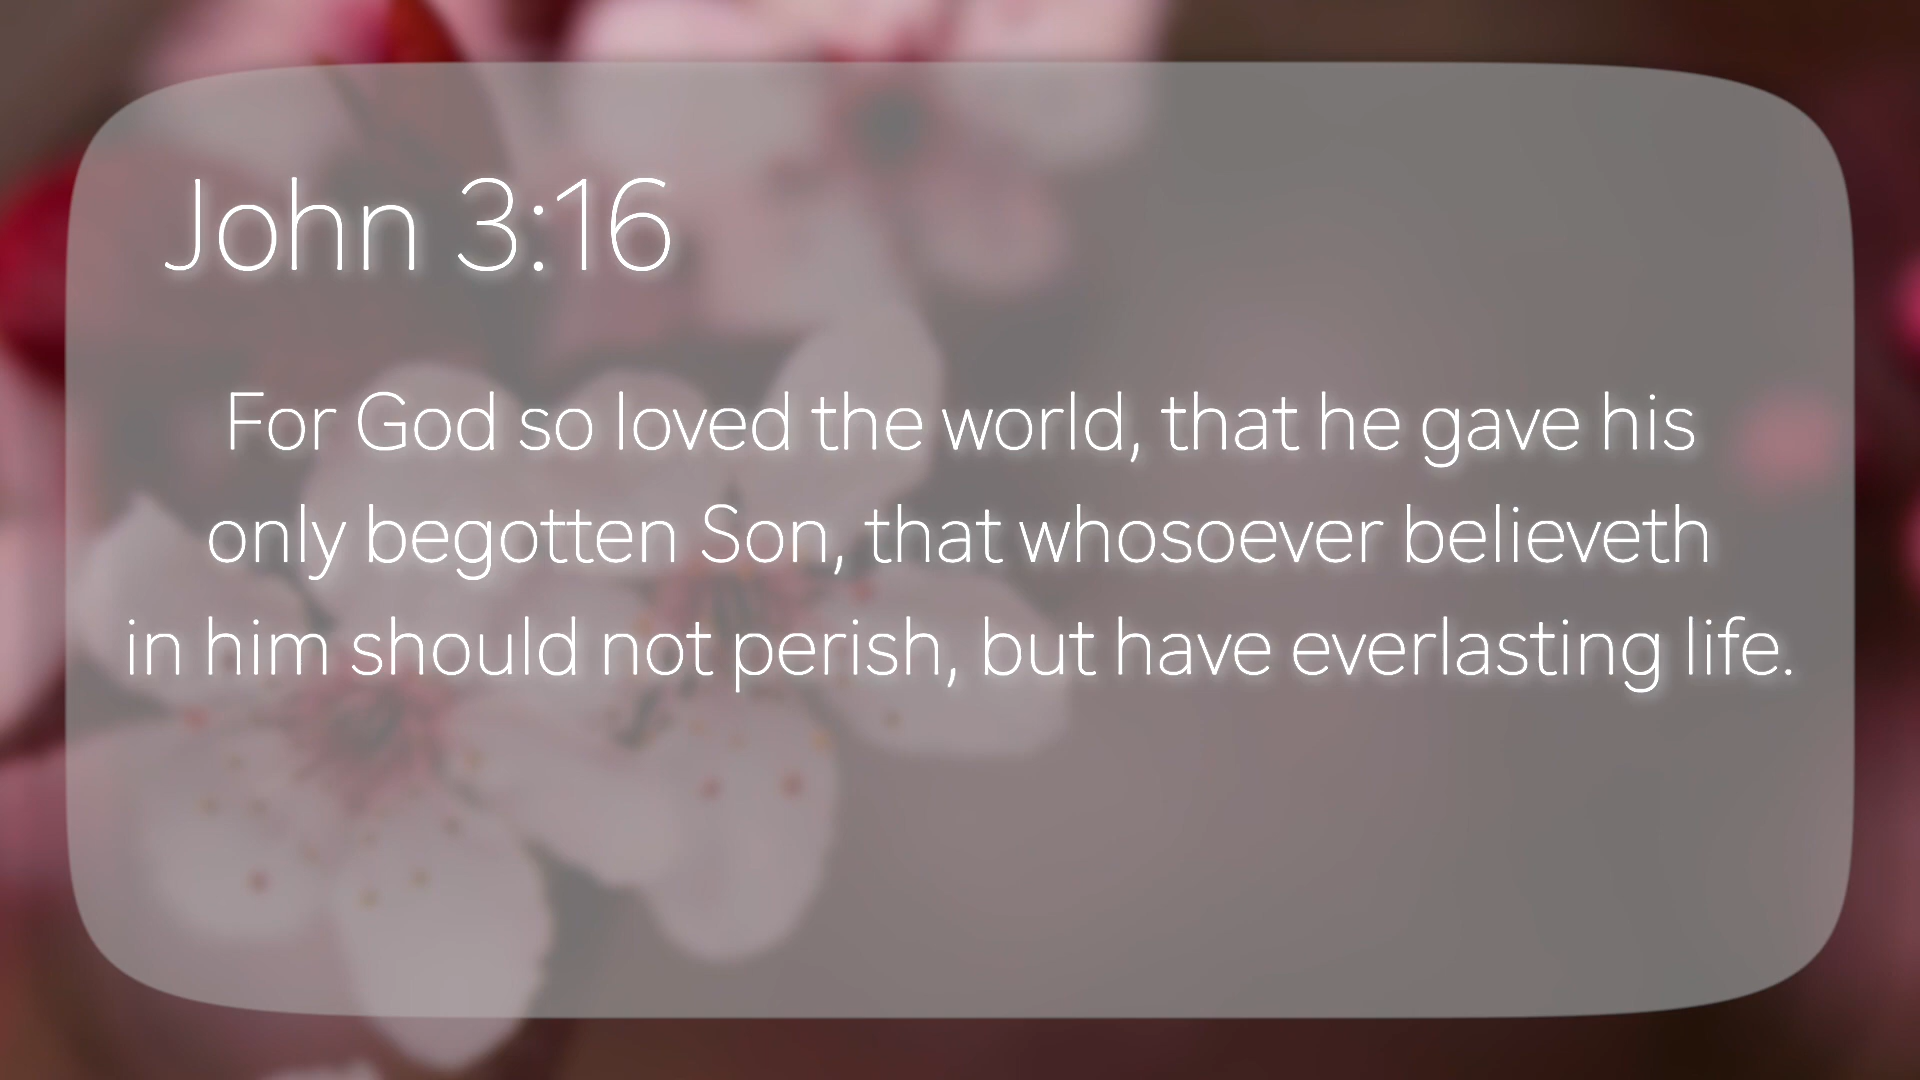 John 3:16
For God so loved the world, that he gave his
only begotten Son, that whosoever believeth
in him should not perish, but have everlasting life.